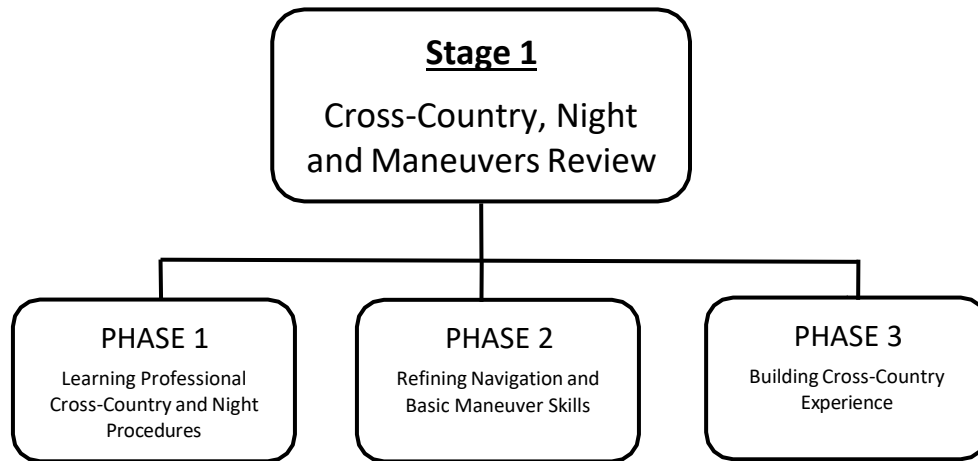 Stage 1
Cross-Country, Night
and Maneuvers Review
PHASE 1
Learning Professional
Cross-Country and Night
Procedures
PHASE 2
Refining Navigation and
Basic Maneuver Skills
PHASE 3
Building Cross-Country
Experience